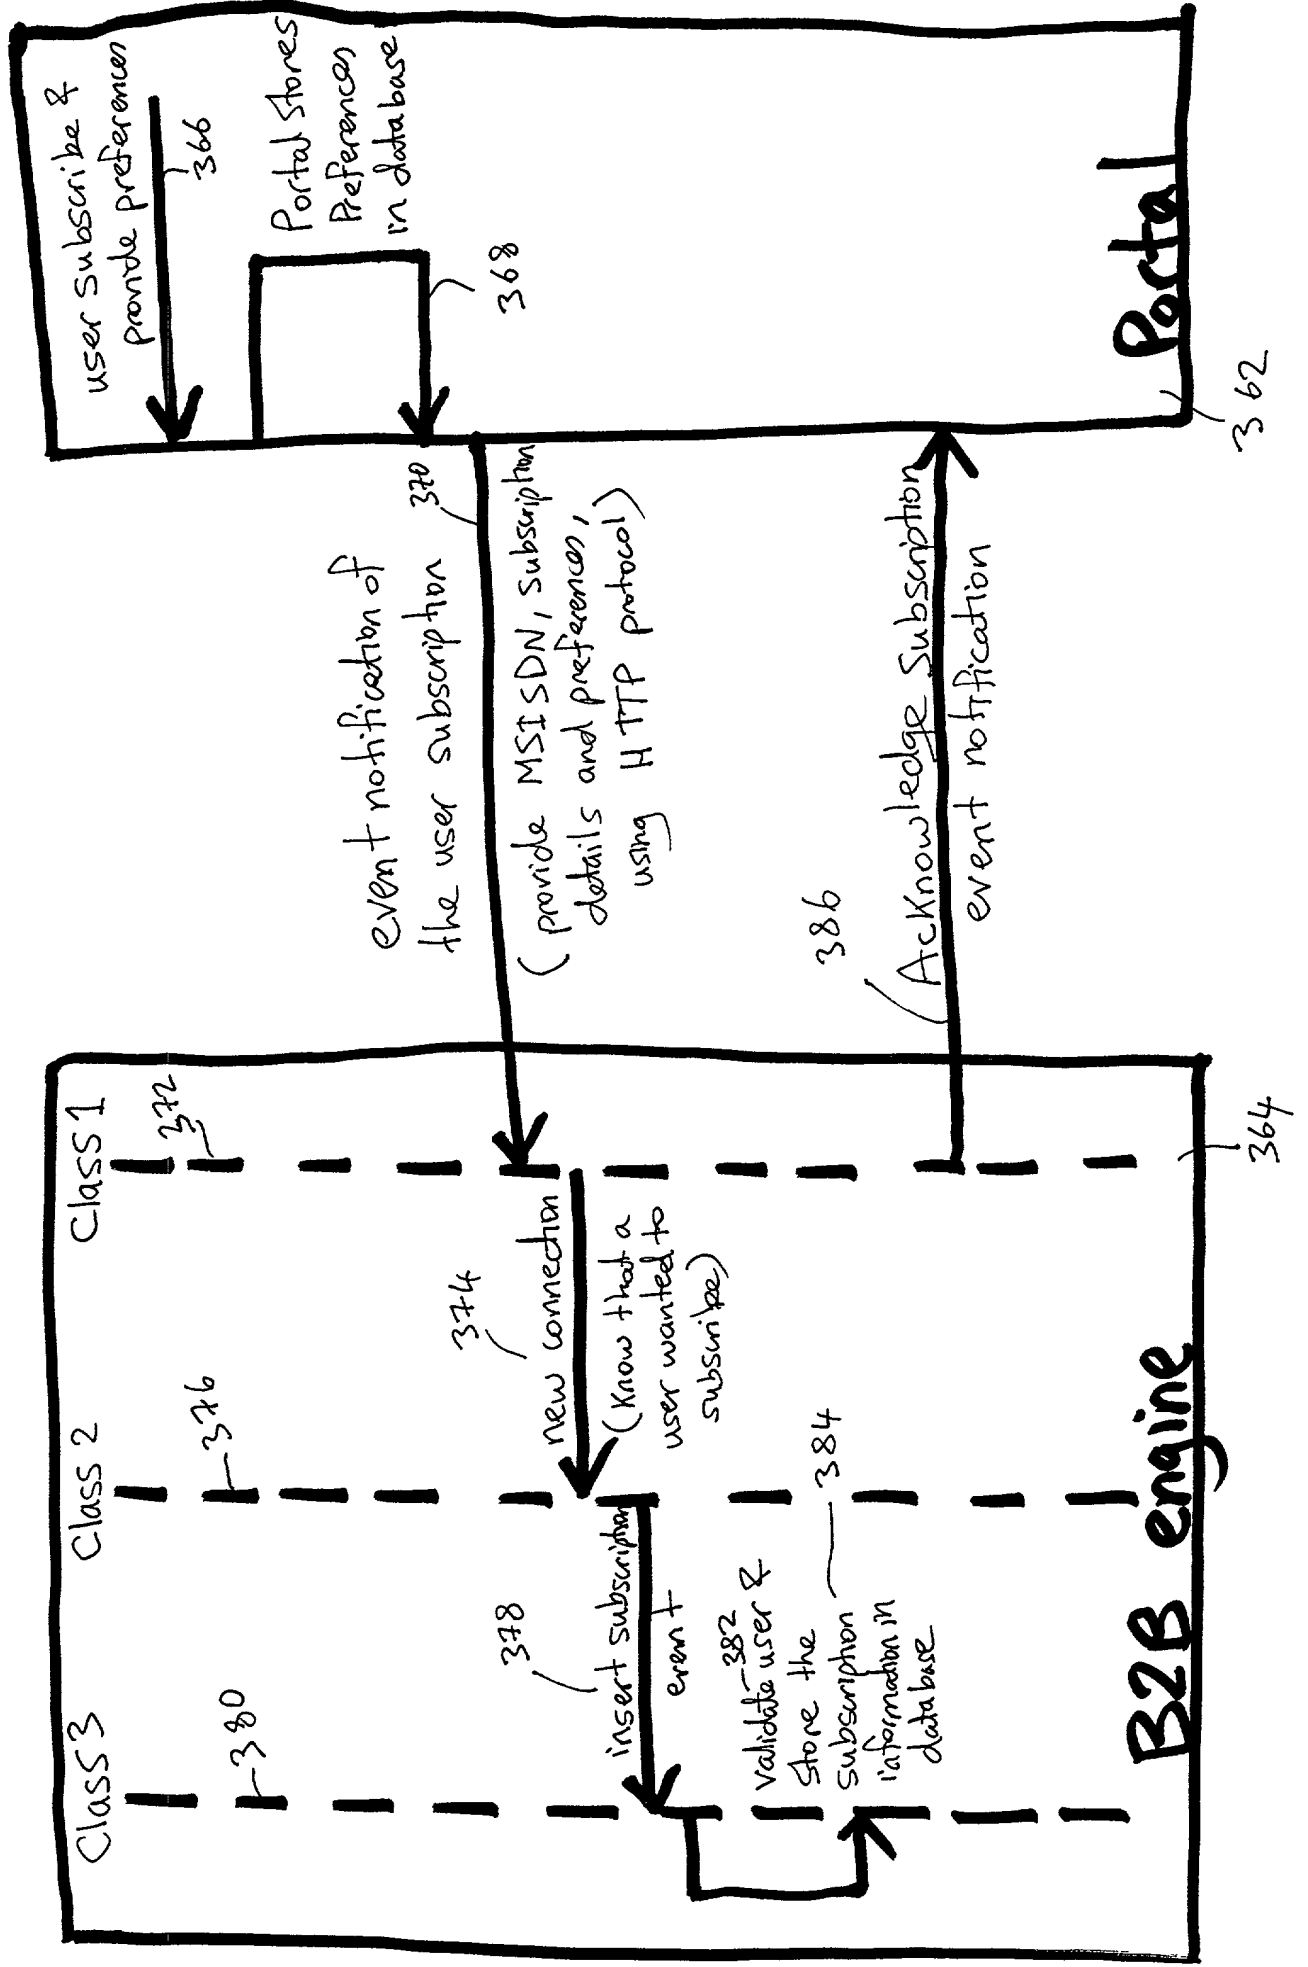 Class 3
Class 2
Class 1
380
376
372
user subscribe &
provide preferences
366
Portal Stores
Preferences
in database
368
event notification of
the user subscription
370
(provide MSISDN, subscription
details and preferences,
using HTTP protocol)
374
new connection
(Know that a
user wanted to
subscribe)
378
insert subscription
event
382
Validate user &
Store the
subscription
information in
database
384
386
Acknowledge Subscription
event notification
B2B engine
364
Portal
362